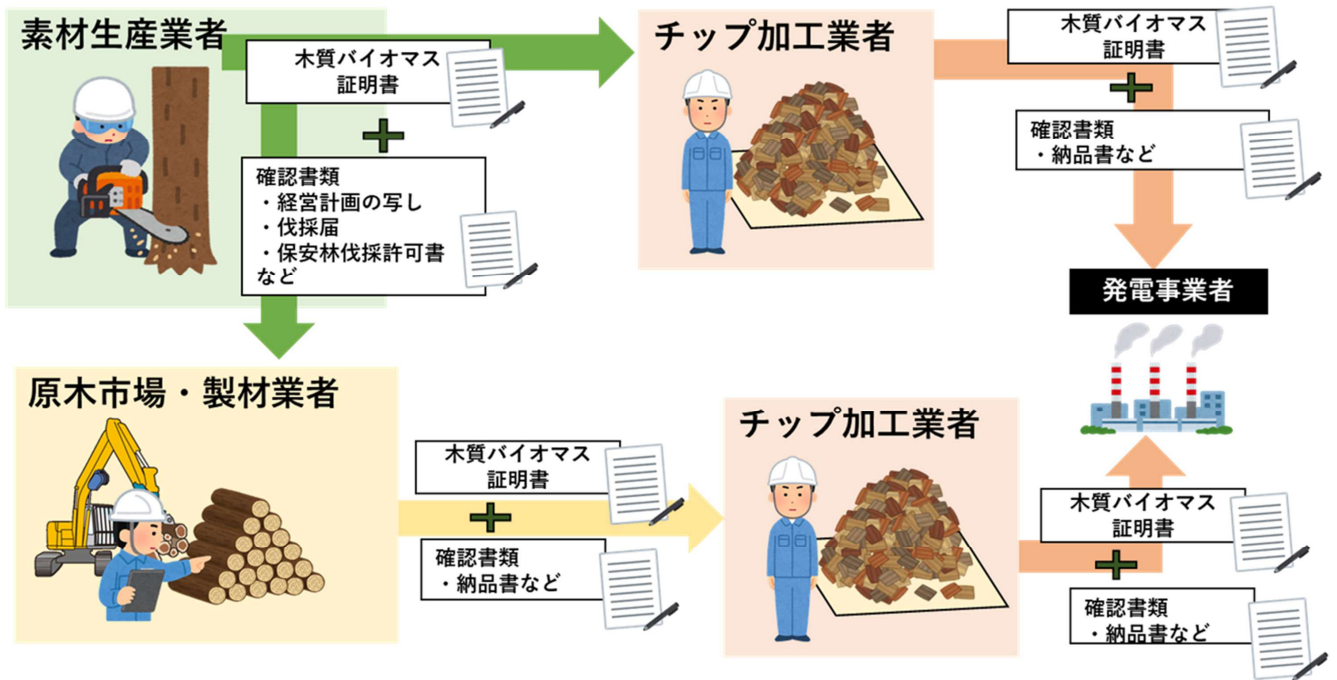 素材生産業者
木質バイオマス
証明書
確認書類
・経営計画の写し
・伐採届
・保安林伐採許可書
など
チップ加工業者
木質バイオマス
証明書
確認書類
・納品書など
発電事業者
原木市場・製材業者
木質バイオマス
証明書
確認書類
・納品書など
チップ加工業者
木質バイオマス
証明書
確認書類
・納品書など